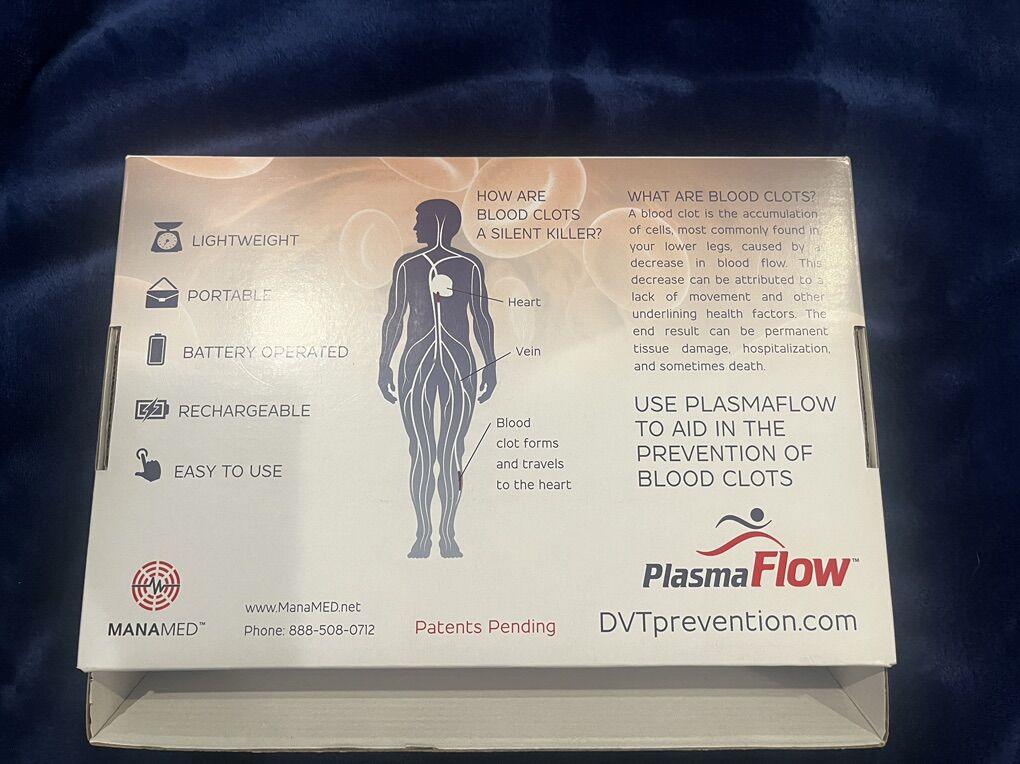 LIGHTWEIGHT
PORTABLE
BATTERY OPERATED
RECHARGEABLE
EASY TO USE
HOW ARE
BLOOD CLOTS
A SILENT KILLER?
Heart
Vein
Blood
clot forms
and travels
to the heart
WHAT ARE BLOOD CLOTS?
A blood clot is the accumulation
of cells, most commonly found in
your lower legs, caused by a
decrease in blood flow. This
decrease can be attributed to a
lack of movement and other
underlining health factors. The
end result can be permanent
tissue damage, hospitalization,
and sometimes death.
USE PLASMAFLOW
TO AID IN THE
PREVENTION OF
BLOOD CLOTS
PlasmaFlow™
DVTprevention.com
MANAMED™
www.ManaMED.net
Phone: 888-508-0712
Patents Pending